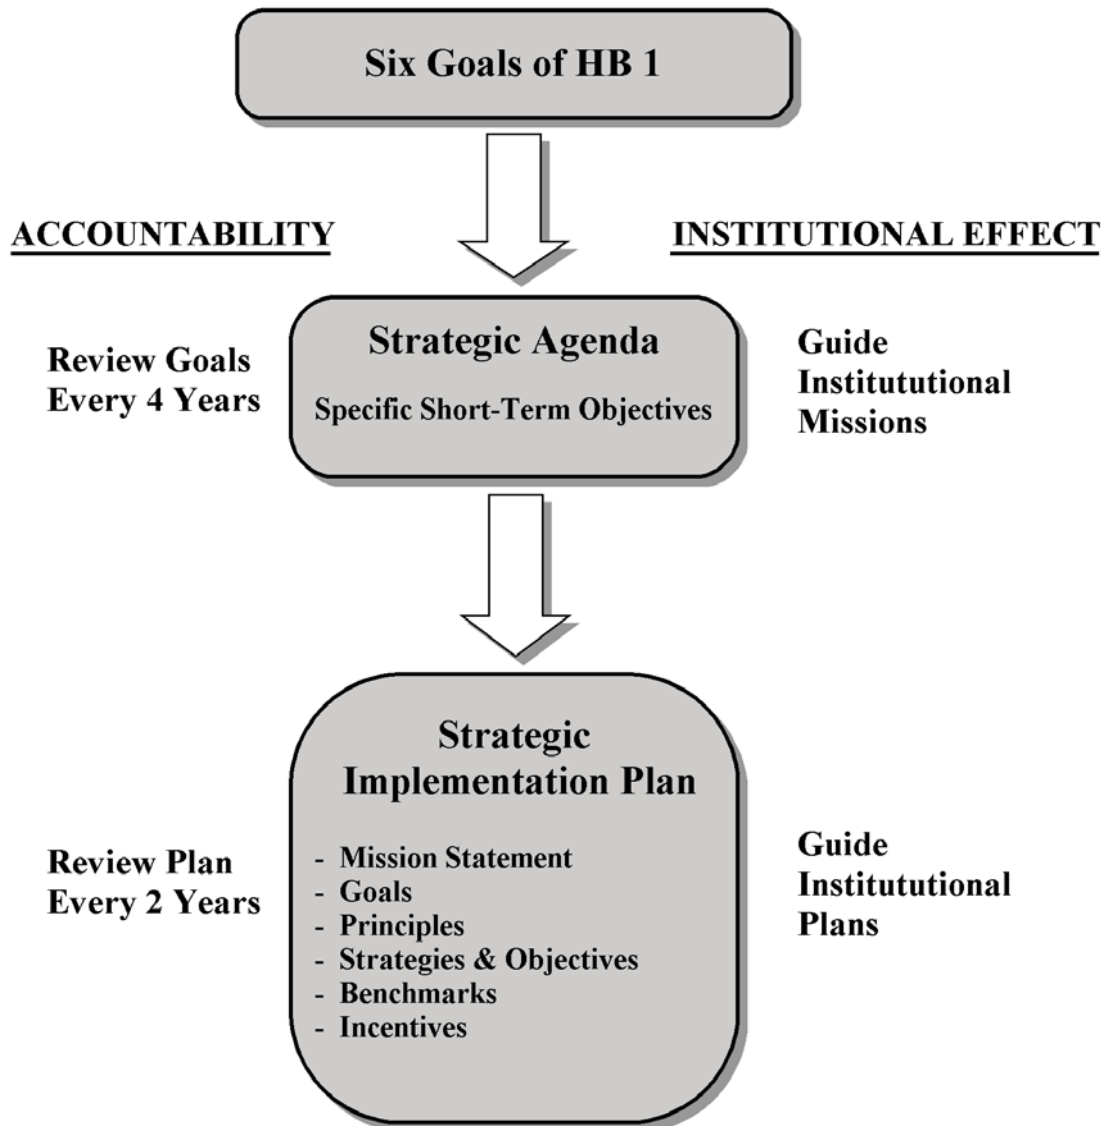 Six Goals of HB 1
ACCOUNTABILITY
INSTITUTIONAL EFFECT
Strategic Agenda
Specific Short-Term Objectives
Review Goals
Every 4 Years
Guide
Institututional
Missions
Strategic
Implementation Plan
- Mission Statement
- Goals
- Principles
- Strategies & Objectives
- Benchmarks
- Incentives
Review Plan
Every 2 Years
Guide
Institututional
Plans